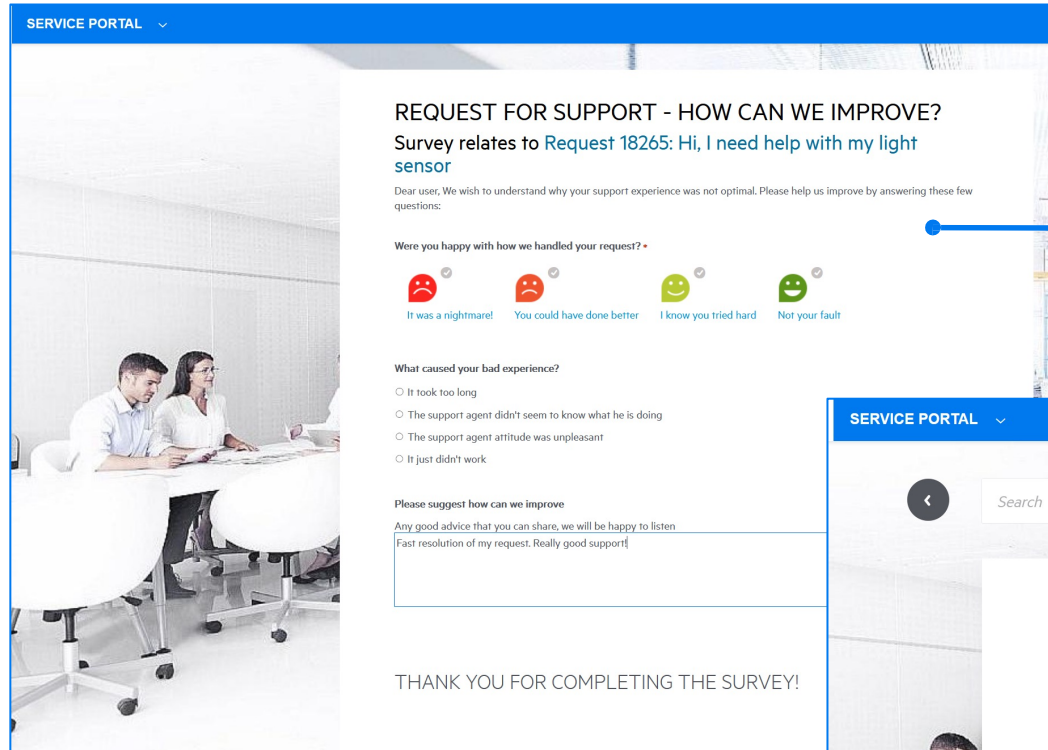 SERVICE PORTAL
REQUEST FOR SUPPORT - HOW CAN WE IMPROVE?
Survey relates to Request 18265: Hi, I need help with my light
sensor
Dear user, We wish to understand why your support experience was not optimal. Please help us improve by answering these few
questions:
Were you happy with how we handled your request? •
It was a nightmare! You could have done better I know you tried hard Not your fault
What caused your bad experience?
It took too long
The support agent didn't seem to know what he is doing
The support agent attitude was unpleasant
It just didn't work
Please suggest how can we improve
Any good advice that you can share, we will be happy to listen
Fast resolution of my request. Really good support!
THANK YOU FOR COMPLETING THE SURVEY!
SERVICE PORTAL
Search